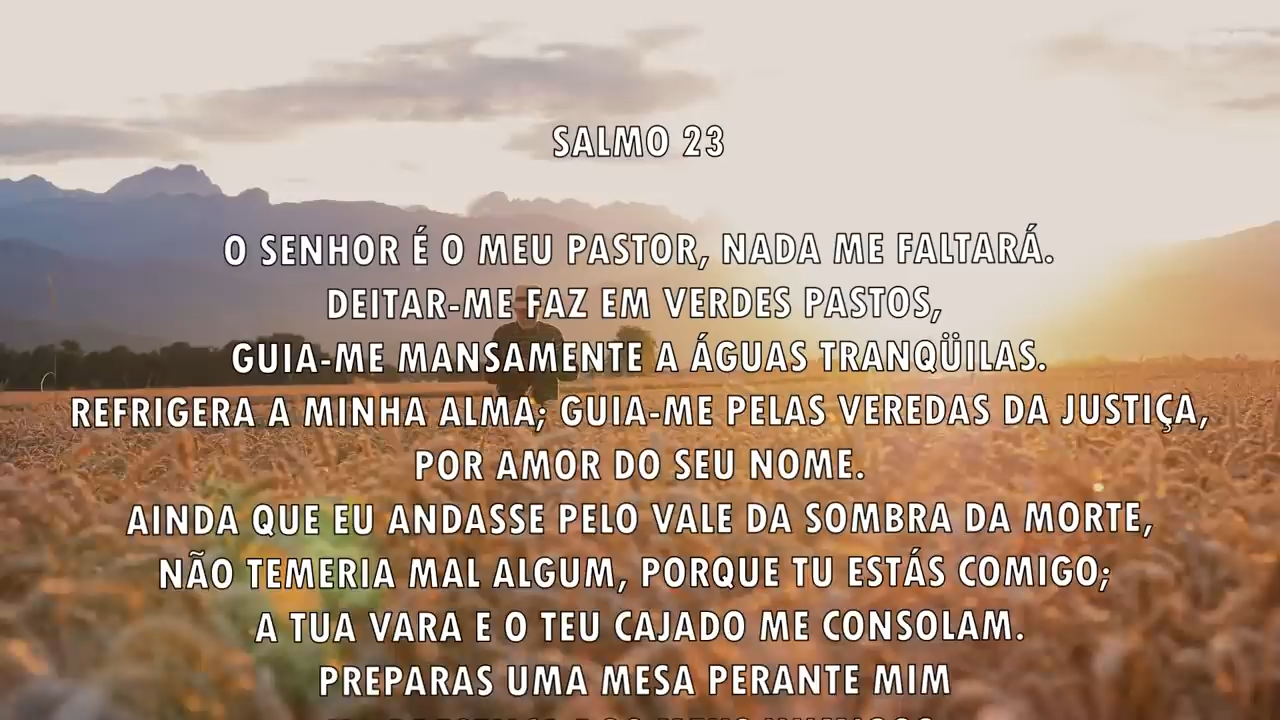 SALMO 23
O SENHOR É O MEU PASTOR, NADA ME FALTARÁ.
DEITAR-ME FAZ EM VERDES PASTOS,
GUIA-ME MANSAMENTE A ÁGUAS TRANQÜILAS.
REFRIGERA A MINHA ALMA; GUIA-ME PELAS VEREDAS DA JUSTIÇA,
POR AMOR DO SEU NOME.
AINDA QUE EU ANDASSE PELO VALE DA SOMBRA DA MORTE,
NÃO TEMERIA MAL ALGUM, PORQUE TU ESTÁS COMIGO;
A TUA VARA E O TEU CAJADO ME CONSOLAM.
PREPARAS UMA MESA PERANTE MIM